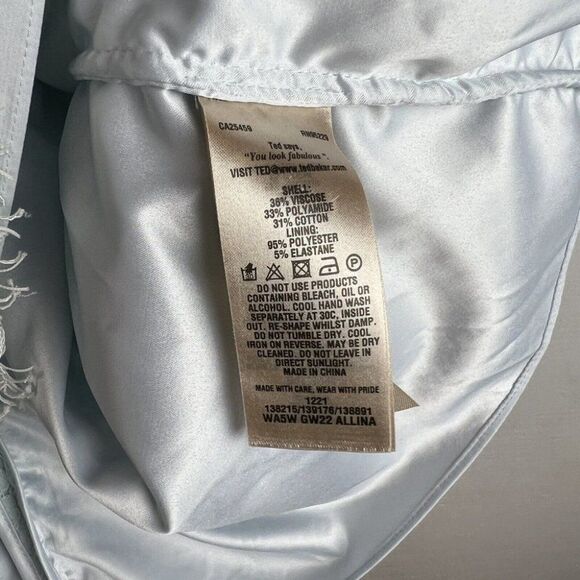 CA25459 RN95229
Ted says,
"You look fabulous".
VISIT TED@www.tedbaker.com
SHELL:
36% VISCOSE
33% POLYAMIDE
31% COTTON
LINING:
95% POLYESTER
5% ELASTANE
DO NOT USE PRODUCTS
CONTAINING BLEACH, OIL OR
ALCOHOL. COOL HAND WASH
SEPARATELY AT 30C, INSIDE
OUT. RE-SHAPE WHILST DAMP.
DO NOT TUMBLE DRY. COOL
IRON ON REVERSE. MAY BE DRY
CLEANED. DO NOT LEAVE IN
DIRECT SUNLIGHT.
MADE IN CHINA
MADE WITH CARE, WEAR WITH PRIDE
1221
138215/139176/138891
WA5W GW22 ALLINA